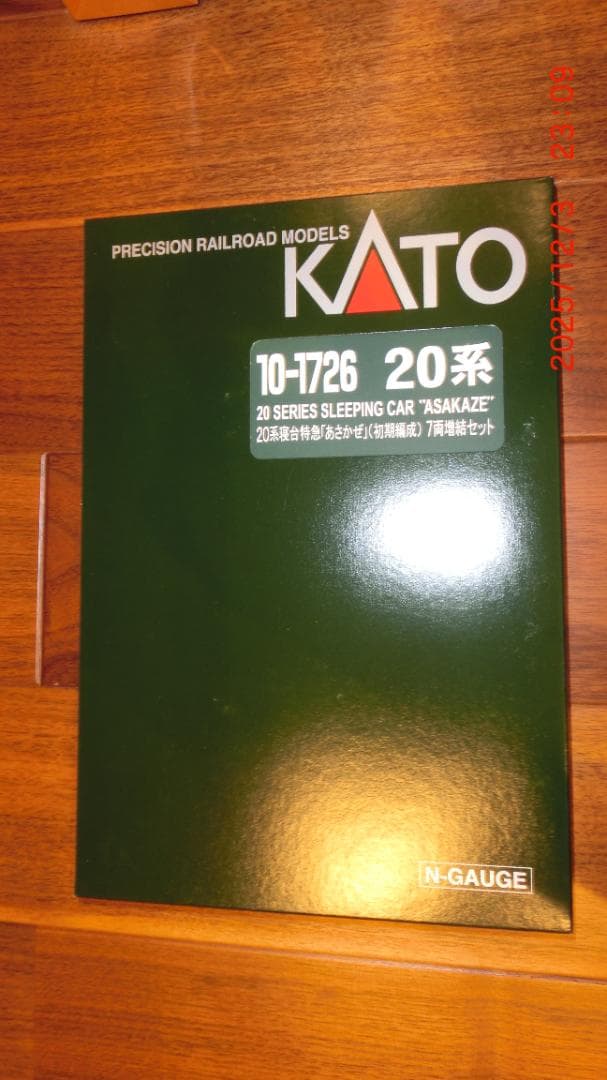 PRECISION RAILROAD MODELS
KATO
10-1726 20系
20 SERIES SLEEPING CAR "ASAKAZE"
20系寝台特急「あさかぜ」(初期編成) 7両増結セット
N-GAUGE
2025/12/3 23:09